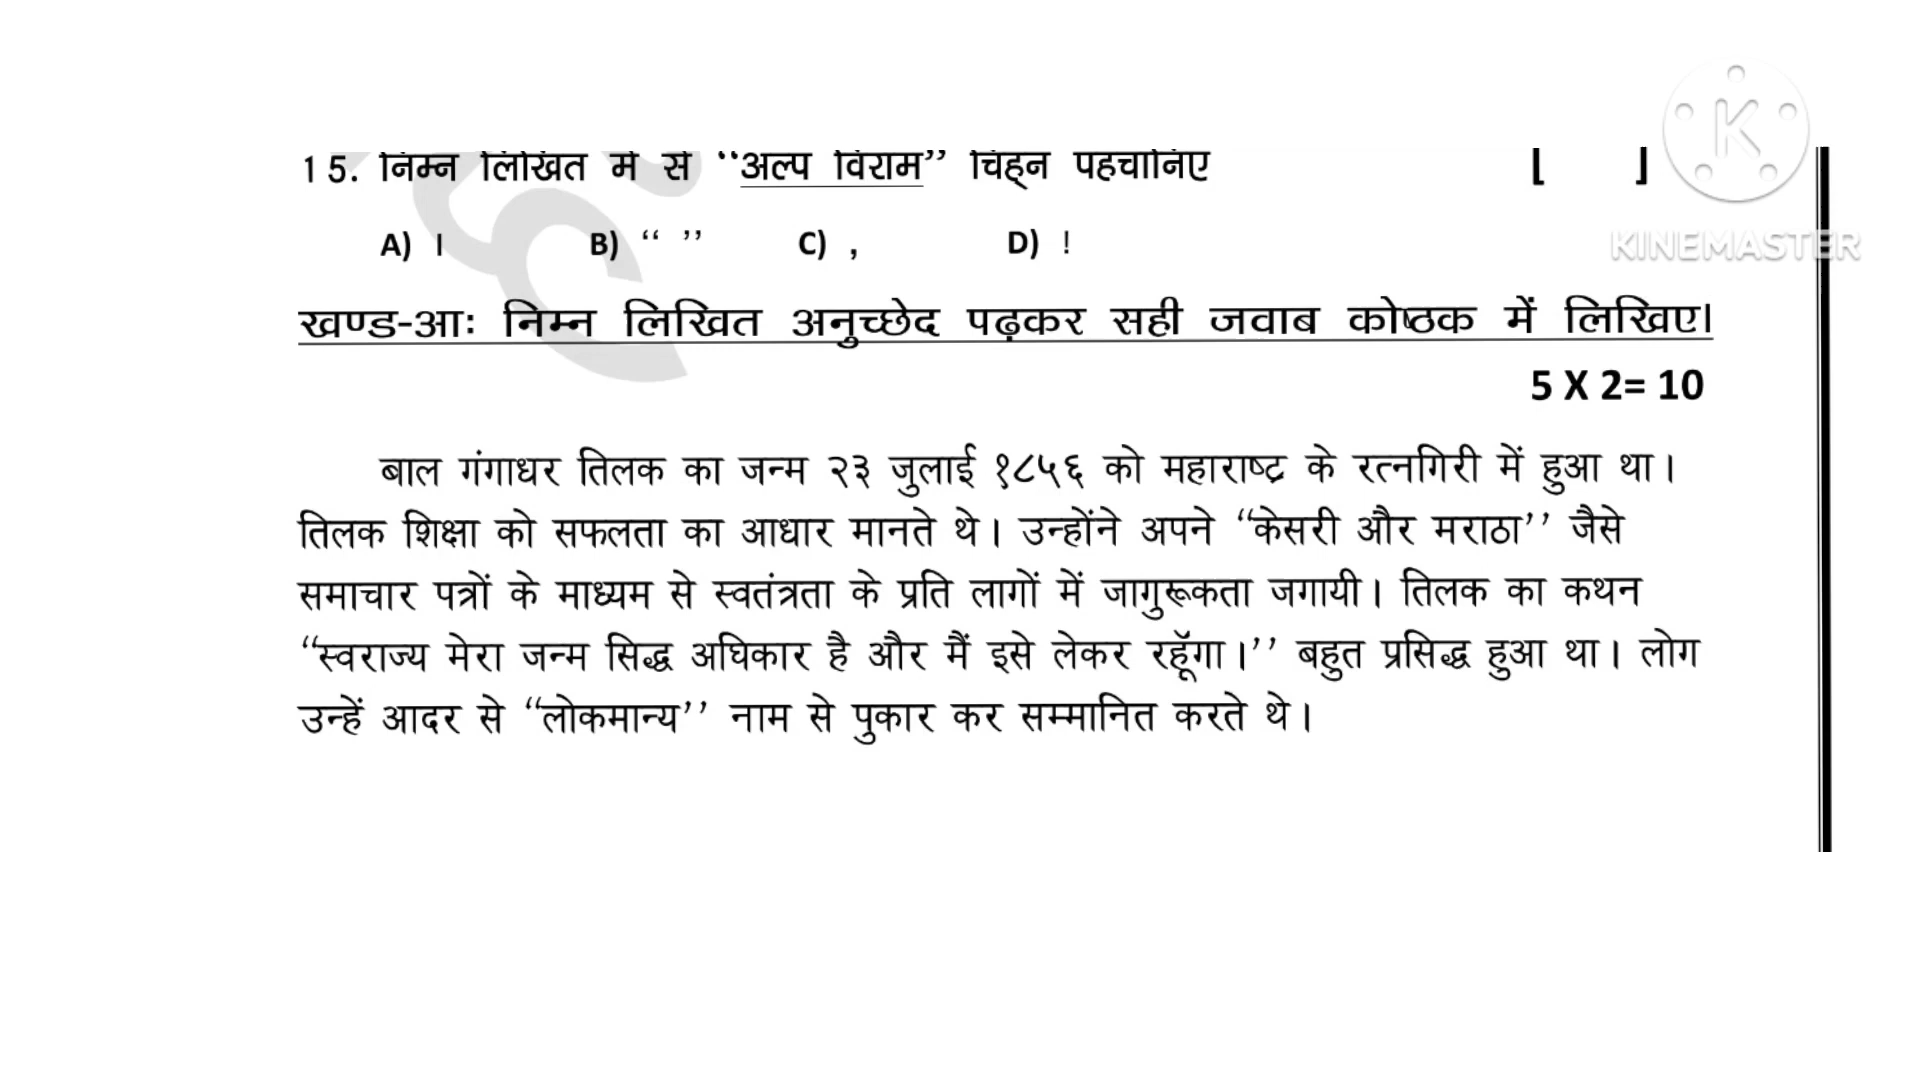 15. निम्न लिखित में से “अल्प विराम” चिह्न पहचानिए [ ]
A) । B) “ ” C) , D) !
खण्ड-आः निम्न लिखित अनुच्छेद पढ़कर सही जवाब कोष्ठक में लिखिए।
5 X 2= 10
बाल गंगाधर तिलक का जन्म २३ जुलाई १८५६ को महाराष्ट्र के रत्नगिरी में हुआ था।
तिलक शिक्षा को सफलता का आधार मानते थे। उन्होंने अपने “केसरी और मराठा’’ जैसे
समाचार पत्रों के माध्यम से स्वतंत्रता के प्रति लागों में जागुरूकता जगायी। तिलक का कथन
“स्वराज्य मेरा जन्म सिद्ध अघिकार है और मैं इसे लेकर रहूँगा।’’ बहुत प्रसिद्ध हुआ था। लोग
उन्हें आदर से “लोकमान्य’’ नाम से पुकार कर सम्मानित करते थे।
K
KINEMASTER